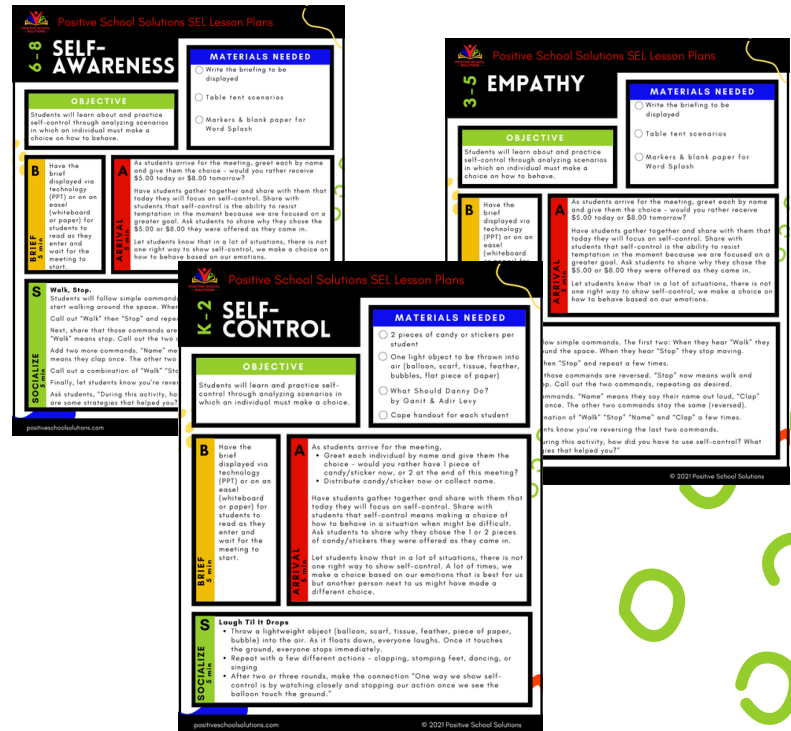 POSITIVE SCHOOL
SOLUTIONS
Positive School Solutions SEL Lesson Plans
6-8
SELF-
AWARENESS
MATERIALS NEEDED
Write the briefing to be
displayed
Table tent scenarios
Markers & blank paper for
Word Splash
OBJECTIVE
Students will learn about and practice
self-control through analyzing scenarios
in which an individual must make a
choice on how to behave.
B
BRIEF
5 min
Have the
brief
displayed via
technology
(PPT) or on an
easel
(whiteboard
or paper) for
students to
read as they
enter and
wait for the
meeting to
start.
A
ARRIVAL
5 min
As students arrive for the meeting, greet each by name
and give them the choice - would you rather receive
$5.00 today or $8.00 tomorrow?
Have students gather together and share with them that
today they will focus on self-control. Share with
students that self-control is the ability to resist
temptation in the moment because we are focused on a
greater goal. Ask students to share why they chose the
$5.00 or $8.00 they were offered as they came in.
Let students know that in a lot of situations, there is not
one right way to show self-control, we make a choice on
how to behave based on our emotions.
S
SOCIALIZE
5 min
Walk, Stop.
Students will follow simple command
start walking around the space. When
Call out "Walk" then "Stop" and repe
Next, share that those commands are
"Walk" means stop. Call out the two
Add two more commands. "Name" me
means they clap once. The other two
Call out a combination of "Walk" "Sto
Finally, let students know you're reve
Ask students, "During this activity, ho
are some strategies that helped you?
positiveschoolsolutions.com
Positive School Solutions SEL Lesson Plans
3-5
EMPATHY
MATERIALS NEEDED
Write the briefing to be
displayed
Table tent scenarios
Markers & blank paper for
Word Splash
OBJECTIVE
Students will learn about and practice
self-control through analyzing scenarios
in which an individual must make a
choice on how to behave.
B
Have the
brief
displayed via
technology
(PPT) or on an
easel
(whiteboard
A
ARRIVAL
5 min
As students arrive for the meeting, greet each by name
and give them the choice - would you rather receive
$5.00 today or $8.00 tomorrow?
Have students gather together and share with them that
today they will focus on self-control. Share with
students that self-control is the ability to resist
temptation in the moment because we are focused on a
greater goal. Ask students to share why they chose the
$5.00 or $8.00 they were offered as they came in.
Let students know that in a lot of situations, there is not
one right way to show self-control, we make a choice on
how to behave based on our emotions.
low simple commands. The first two: When they hear "Walk" they
ound the space. When they hear "Stop" they stop moving.
hen "Stop" and repeat a few times.
those commands are reversed. "Stop" now means walk and
op. Call out the two commands, repeating as desired.
mmands. "Name" means they say their name out loud, "Clap"
once. The other two commands stay the same (reversed).
nation of "Walk" "Stop" "Name" and "Clap" a few times.
nts know you're reversing the last two commands.
uring this activity, how did you have to use self-control? What
gies that helped you?"
© 2021 Positive School Solutions
Positive School Solutions SEL Lesson Plans
K-2
SELF-
CONTROL
MATERIALS NEEDED
2 pieces of candy or stickers per
student
One light object to be thrown into
air (balloon, scarf, tissue, feather,
bubbles, flat piece of paper)
What Should Danny Do?
by Ganit & Adir Levy
Cape handout for each student
OBJECTIVE
Students will learn and practice self-
control through analyzing scenarios in
which an individual must make a choice.
B
BRIEF
5 min
Have the
brief
displayed via
technology
(PPT) or on an
easel
(whiteboard
or paper) for
students to
read as they
enter and
wait for the
meeting to
start.
A
ARRIVAL
5 min
As students arrive for the meeting,
• Greet each individual by name and give them the
choice - would you rather have 1 piece of
candy/sticker now, or 2 at the end of this meeting?
• Distribute candy/sticker now or collect name.
Have students gather together and share with them that
today they will focus on self-control. Share with
students that self-control means making a choice of
how to behave in a situation when might be difficult.
Ask students to share why they chose the 1 or 2 pieces
of candy/stickers they were offered as they came in.
Let students know that in a lot of situations, there is not
one right way to show self-control. A lot of times, we
make a choice based on our emotions that is best for us
but another person next to us might have made a
different choice.
S
SOCIALIZE
5 min
Laugh Til It Drops
• Throw a lightweight object (balloon, scarf, tissue, feather, piece of paper,
bubble) into the air. As it floats down, everyone laughs. Once it touches
the ground, everyone stops immediately.
• Repeat with a few different actions - clapping, stomping feet, dancing, or
singing
• After two or three rounds, make the connection "One way we show self-
control is by watching closely and stopping our action once we see the
balloon touch the ground."
positiveschoolsolutions.com
© 2021 Positive School Solutions